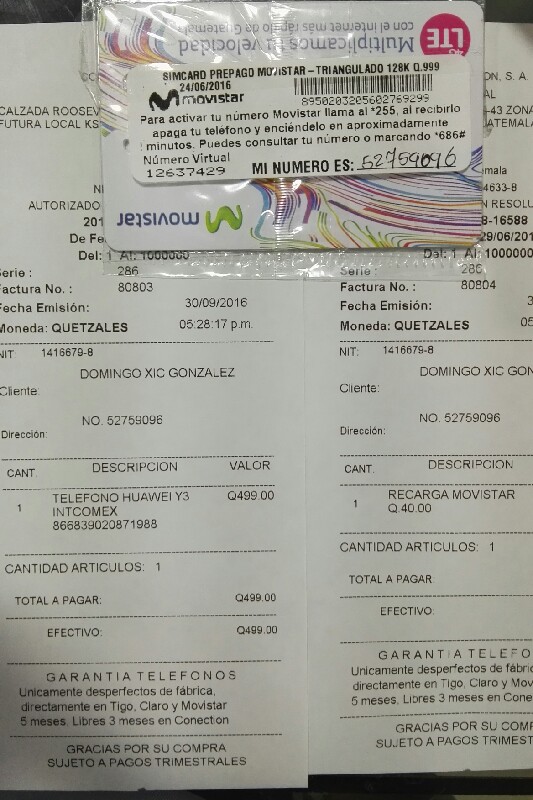 Multiplicamos tu velocidad
con el internet más rápido de Guatemala
4G
LTE
SIMCARD PREPAGO MOVISTAR - TRIANGULADO 128K Q.999
24/06/2016
movistar
8950203205602769299
Para activar tu número Movistar llama al *255, al recibirlo
apaga tu teléfono y enciéndelo en aproximadamente
minutos. Puedes consultar tu número o marcando *686#
Número Virtual
12637429
MI NUMERO ES: 52759096
movistar
CALZADA ROOSEV
FUTURA LOCAL KS
AUTORIZADO
201
De Fe
Del: 1 Al: 1000000
Serie : 286
Factura No. : 80803
Fecha Emisión: 30/09/2016
Moneda: QUETZALES 05:28:17 p.m.
NIT: 1416679-8
DOMINGO XIC GONZALEZ
Cliente:
NO. 52759096
Dirección:
CANT. DESCRIPCION VALOR
1 TELEFONO HUAWEI Y3 Q499.00
INTCOMEX
866839020871988
CANTIDAD ARTICULOS: 1
TOTAL A PAGAR: Q499.00
EFECTIVO: Q499.00
GARANTIA TELEFONOS
Unicamente desperfectos de fábrica,
directamente en Tigo, Claro y Movistar
5 meses. Libres 3 meses en Conection
GRACIAS POR SU COMPRA
SUJETO A PAGOS TRIMESTRALES
ON, S. A.
-43 ZONA
ATEMALA
mala
4633-8
N RESOLU
8-16588
29/06/201
Del: 1 Al: 1000000
Serie : 286
Factura No. : 80804
Fecha Emisión: 3
Moneda: QUETZALES
NIT: 1416679-8
DOMINGO XIC GON
Cliente:
NO. 52759096
Dirección:
CANT. DESCRIPCION
1 RECARGA MOVISTAR
Q.40.00
CANTIDAD ARTICULOS: 1
TOTAL A PAGAR:
EFECTIVO:
GARANTIA TELEFO
Unicamente desperfectos de fábric
directamente en Tigo, Claro y Mov
5 meses. Libres 3 meses en Conec
GRACIAS POR SU COMP
SUJETO A PAGOS TRIMEST